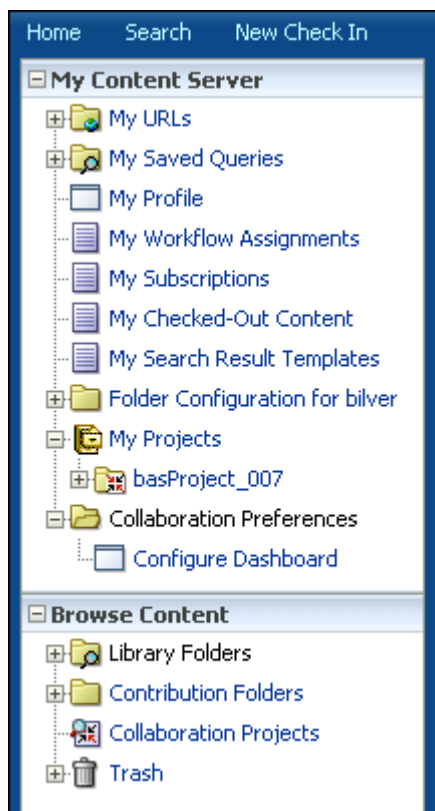 Home Search New Check In
My Content Server
My URLs
My Saved Queries
My Profile
My Workflow Assignments
My Subscriptions
My Checked-Out Content
My Search Result Templates
Folder Configuration for bilver
My Projects
basProject_007
Collaboration Preferences
Configure Dashboard
Browse Content
Library Folders
Contribution Folders
Collaboration Projects
Trash